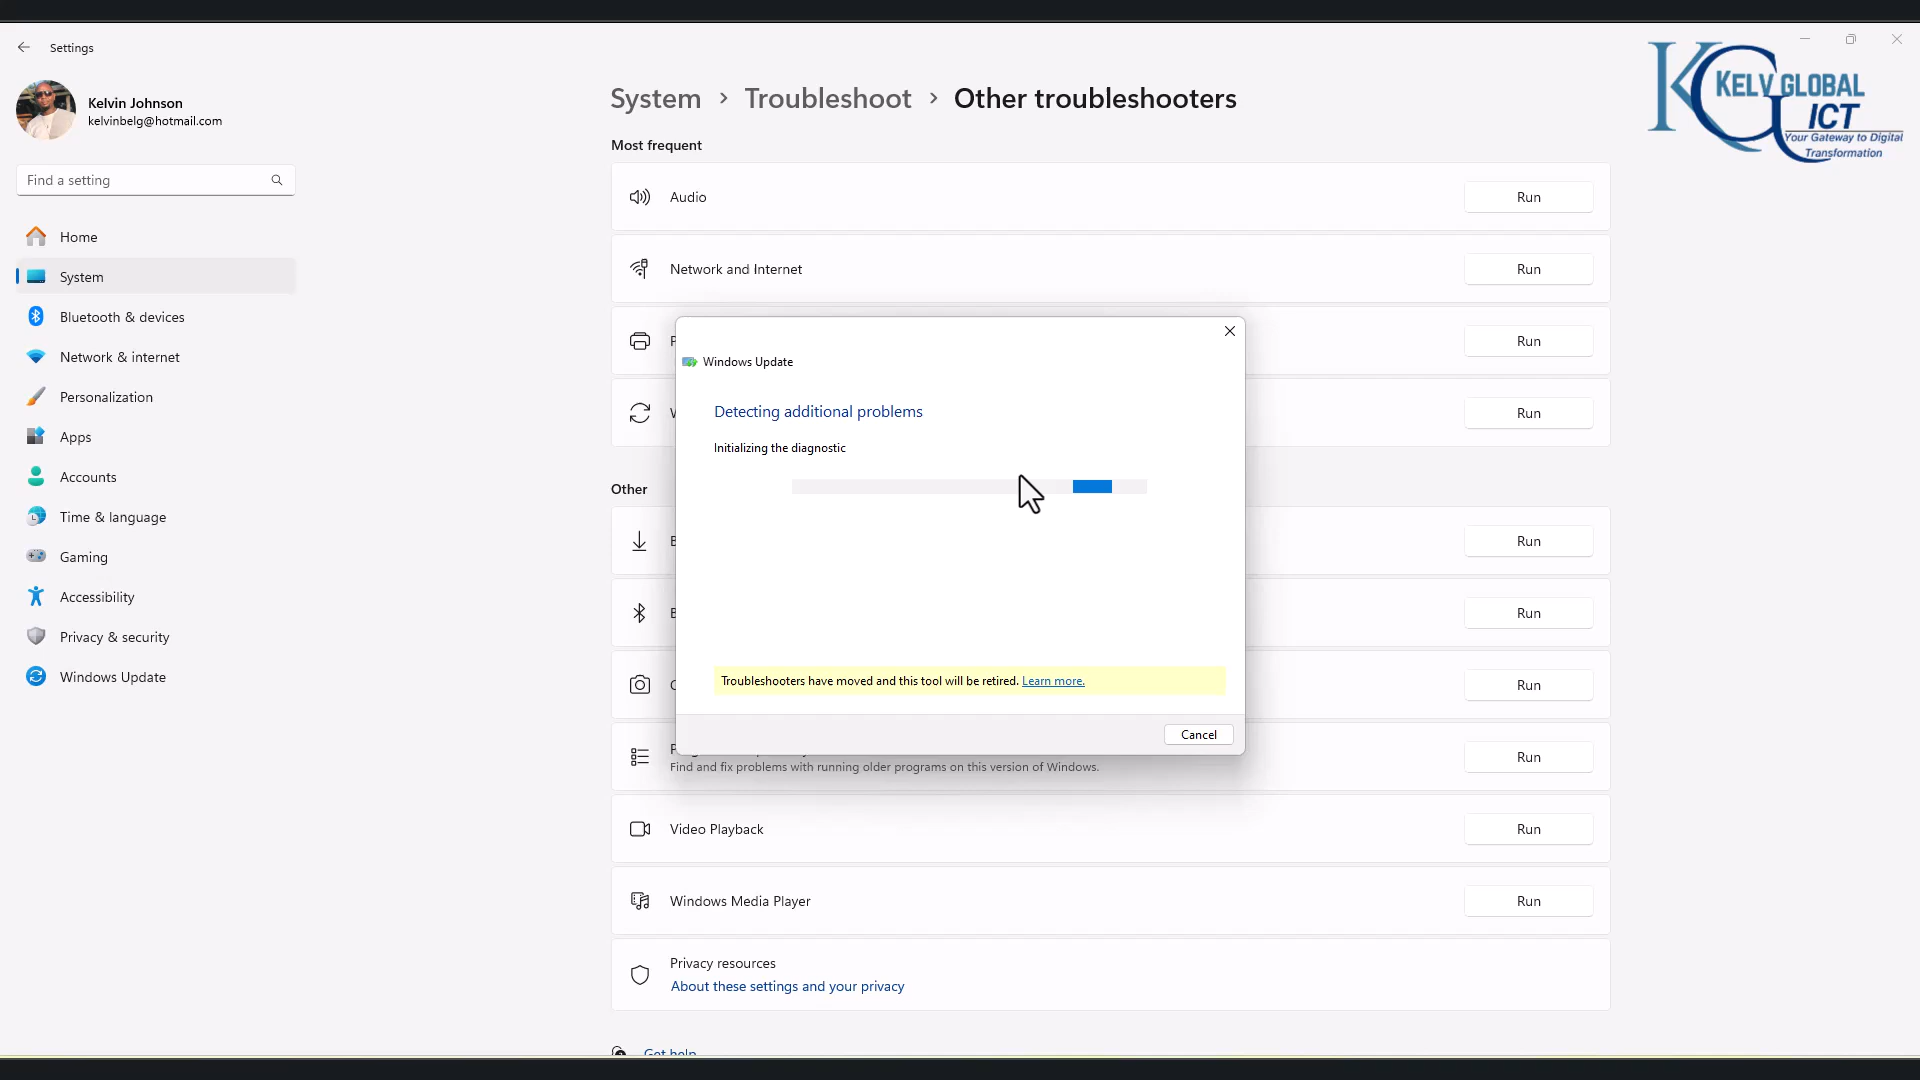 Settings
Kelvin Johnson
kelvinbelg@hotmail.com
Find a setting
Home
System
Bluetooth & devices
Network & internet
Personalization
Apps
Accounts
Time & language
Gaming
Accessibility
Privacy & security
Windows Update
System > Troubleshoot > Other troubleshooters
KELV GLOBAL
ICT
Your Gateway to Digital
Transformation
Most frequent
Audio
Run
Network and Internet
Run
Run
Run
Windows Update
Detecting additional problems
Initializing the diagnostic
Troubleshooters have moved and this tool will be retired. Learn more.
Cancel
Other
Run
Run
Run
Find and fix problems with running older programs on this version of Windows.
Run
Video Playback
Run
Windows Media Player
Run
Privacy resources
About these settings and your privacy
Get help